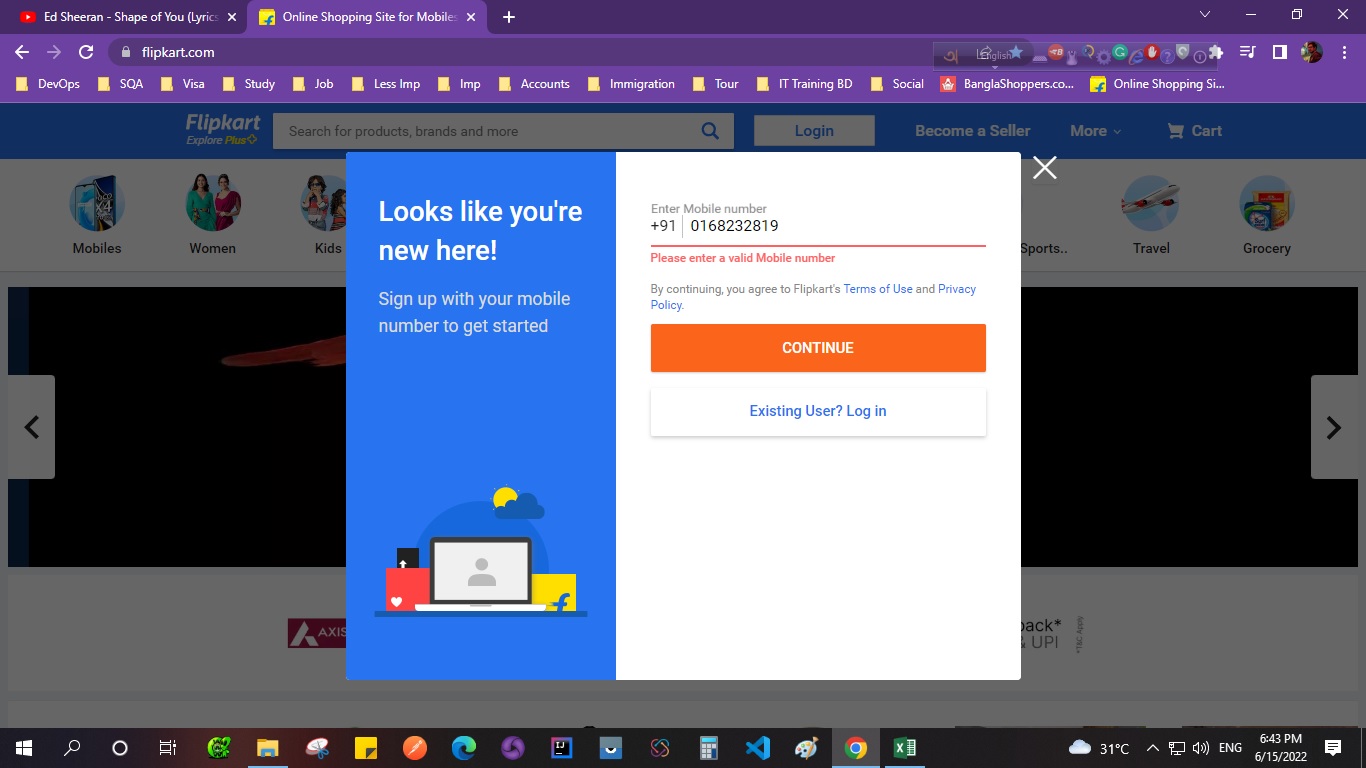 Ed Sheeran - Shape of You (Lyrics
Online Shopping Site for Mobiles
flipkart.com
English
DevOps SQA Visa Study Job Less Imp Imp Accounts Immigration Tour IT Training BD Social BanglaShoppers.co... Online Shopping Si...
Flipkart
Explore Plus
Search for products, brands and more
Login
Become a Seller
More
Cart
Mobiles
Women
Kids
Sports..
Travel
Grocery
Looks like you're
new here!
Sign up with your mobile
number to get started
Enter Mobile number
+91 0168232819
Please enter a valid Mobile number
By continuing, you agree to Flipkart's Terms of Use and Privacy
Policy.
CONTINUE
Existing User? Log in
AXIS
back*
& UPI
*T&C Apply
31°C
ENG
6:43 PM
6/15/2022